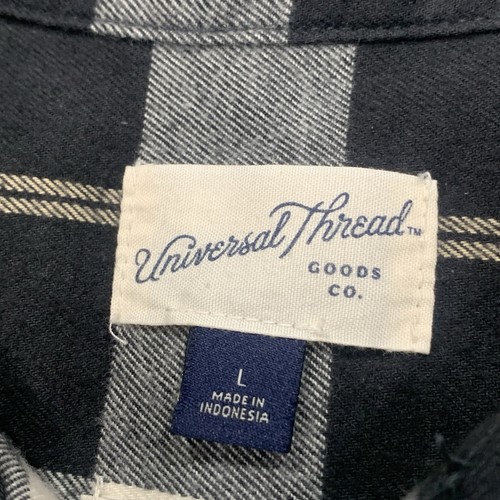 Universal Thread™
GOODS
CO.
L
MADE IN
INDONESIA